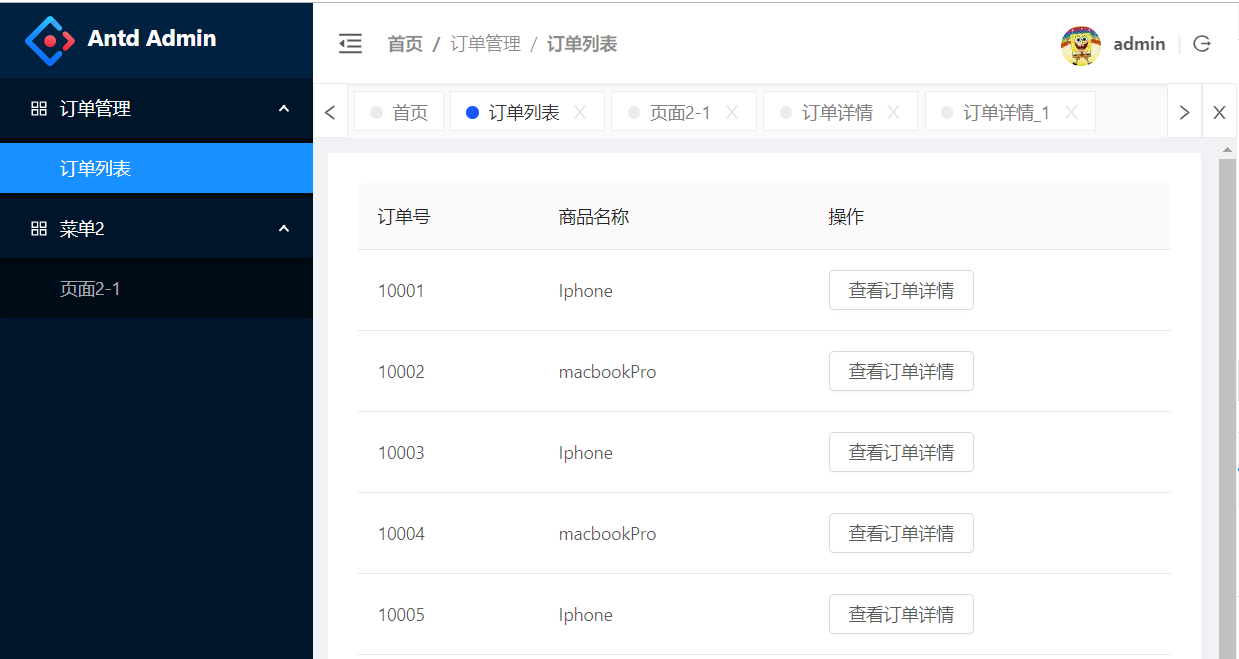 Antd Admin
订单管理
订单列表
菜单2
页面2-1
首页 / 订单管理 / 订单列表
admin
首页 订单列表 页面2-1 订单详情 订单详情_1
订单号 商品名称 操作
10001 Iphone 查看订单详情
10002 macbookPro 查看订单详情
10003 Iphone 查看订单详情
10004 macbookPro 查看订单详情
10005 Iphone 查看订单详情